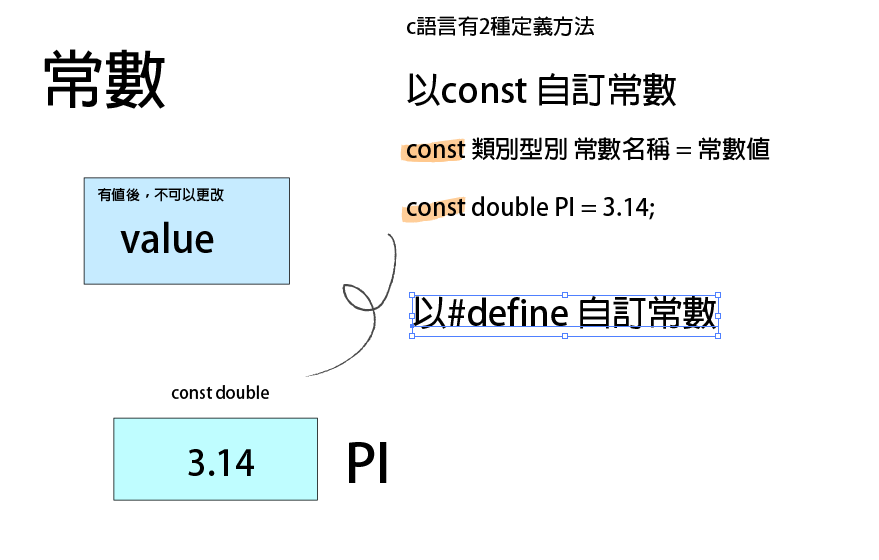 常數
有值後，不可以更改
value
const double
3.14
PI
c語言有2種定義方法
以const 自訂常數
const 類別型別 常數名稱 = 常數值
const double PI = 3.14;
以#define 自訂常數